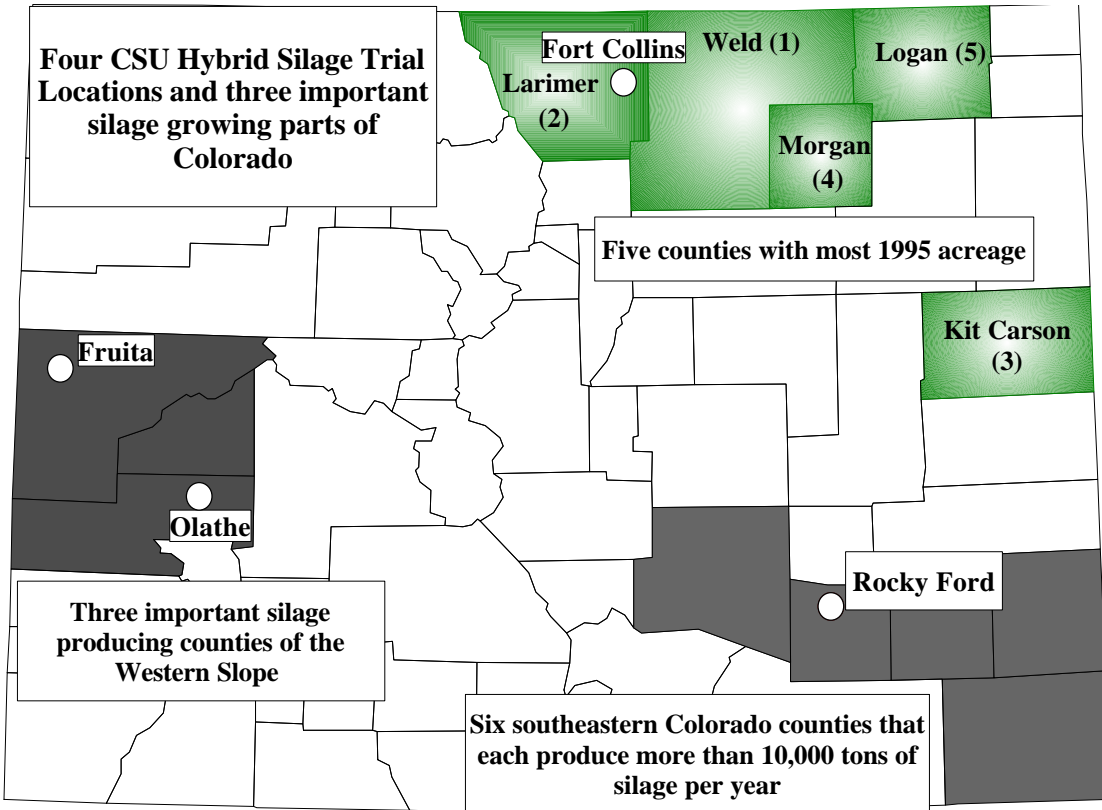 Four CSU Hybrid Silage Trial
Locations and three important
silage growing parts of
Colorado
Fort Collins
Larimer
(2)
Weld (1)
Logan (5)
Morgan
(4)
Five counties with most 1995 acreage
Kit Carson
(3)
Fruita
Olathe
Rocky Ford
Three important silage
producing counties of the
Western Slope
Six southeastern Colorado counties that
each produce more than 10,000 tons of
silage per year